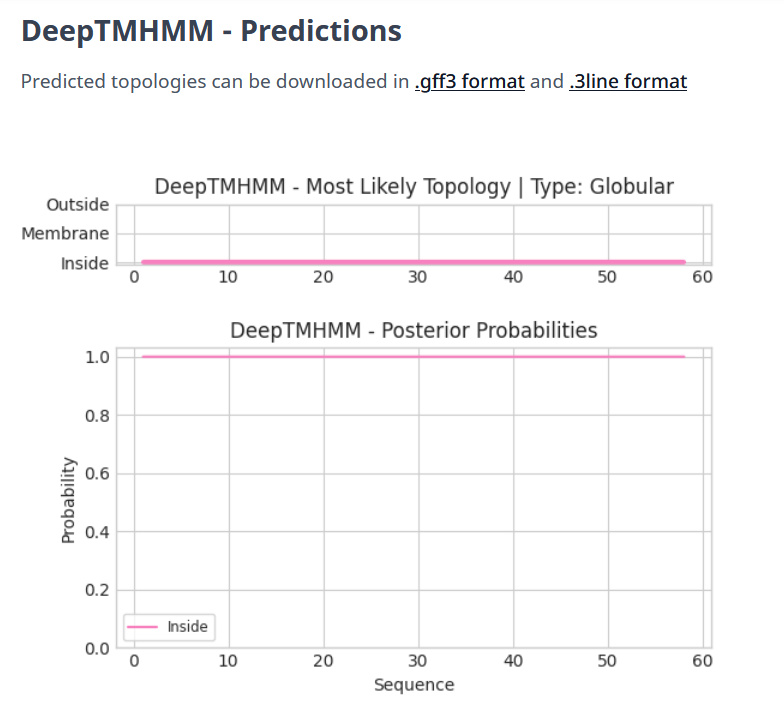 DeepTMHMM - Predictions
Predicted topologies can be downloaded in .gff3 format and .3line format
DeepTMHMM - Most Likely Topology | Type: Globular
Outside
Membrane
Inside
0 10 20 30 40 50 60
DeepTMHMM - Posterior Probabilities
1.0
0.8
0.6
0.4
0.2
0.0
Probability
Inside
0 10 20 30 40 50 60
Sequence